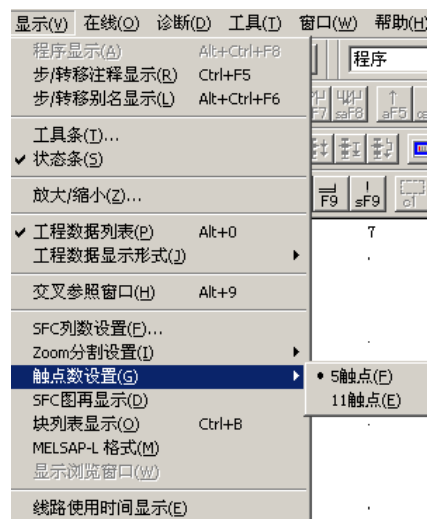 显示(V) 在线(O) 诊断(D) 工具(T) 窗口(W) 帮助(H)
程序显示(A) Alt+Ctrl+F8
步/转移注释显示(R) Ctrl+F5
步/转移别名显示(L) Alt+Ctrl+F6
工具条(T)...
状态条(S)
放大/缩小(Z)...
工程数据列表(P) Alt+0
工程数据显示形式(J)
交叉参照窗口(H) Alt+9
SFC列数设置(F)...
Zoom分割设置(I)
触点数设置(G)
SFC图再显示(D)
块列表显示(O) Ctrl+B
MELSAP-L 格式(M)
显示浏览窗口(W)
线路使用时间显示(E)
程序
F7 saF8 aF5
F9 sF9 c1
7
5触点(F)
11触点(E)